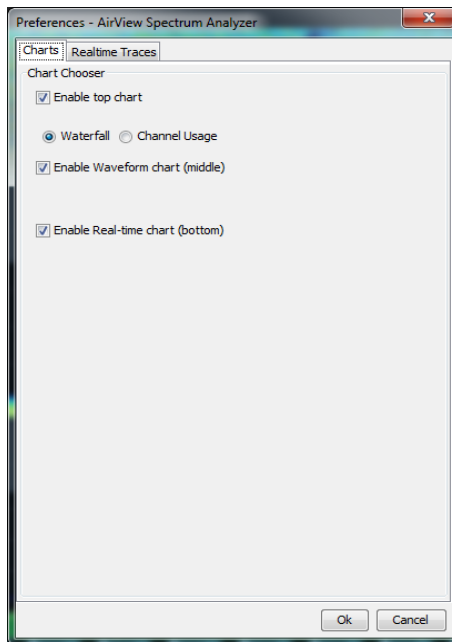 Preferences - AirView Spectrum Analyzer
Charts Realtime Traces
Chart Chooser
Enable top chart
Waterfall Channel Usage
Enable Waveform chart (middle)
Enable Real-time chart (bottom)
Ok Cancel